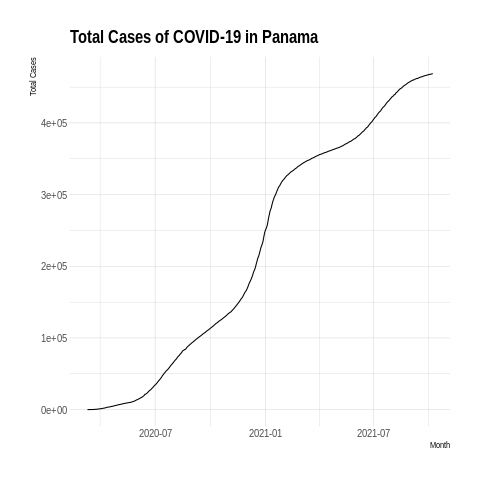 Total Cases of COVID-19 in Panama
Total Cases
4e+05
3e+05
2e+05
1e+05
0e+00
2020-07
2021-01
2021-07
Month